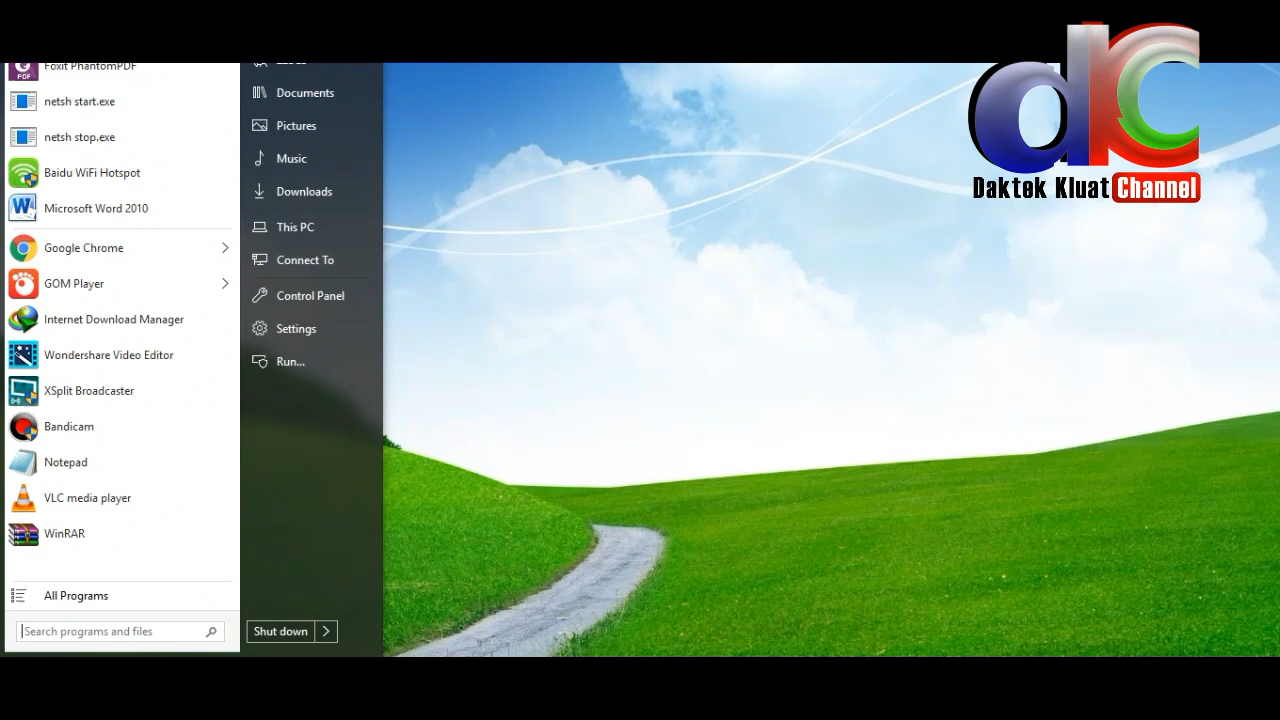 Foxit PhantomPDF
netsh start.exe
netsh stop.exe
Baidu WiFi Hotspot
Microsoft Word 2010
Google Chrome
GOM Player
Internet Download Manager
Wondershare Video Editor
XSplit Broadcaster
Bandicam
Notepad
VLC media player
WinRAR
All Programs
Search programs and files
Documents
Pictures
Music
Downloads
This PC
Connect To
Control Panel
Settings
Run...
Shut down
dc
Daktek Kluat Channel